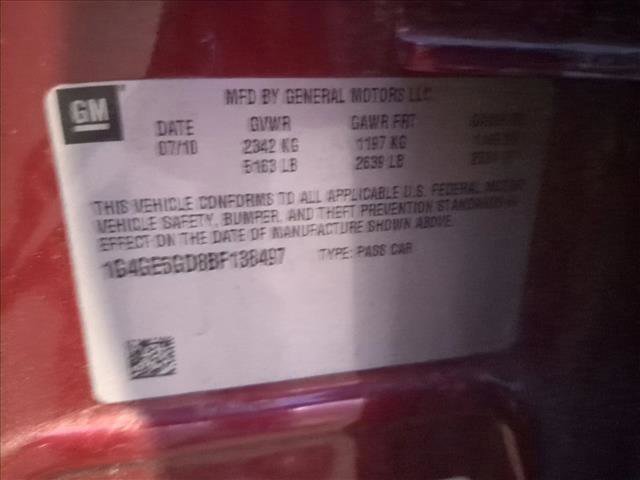 GM
MFD BY GENERAL MOTORS LLC
DATE GVWR GAWR FRT
07/10 2342 KG 1197 KG
5163 LB 2639 LB
THIS VEHICLE CONFORMS TO ALL APPLICABLE U.S. FEDERAL MOTOR
VEHICLE SAFETY, BUMPER, AND THEFT PREVENTION STANDARDS IN
EFFECT ON THE DATE OF MANUFACTURE SHOWN ABOVE.
1G4GE5GD8BF138497 TYPE: PASS CAR